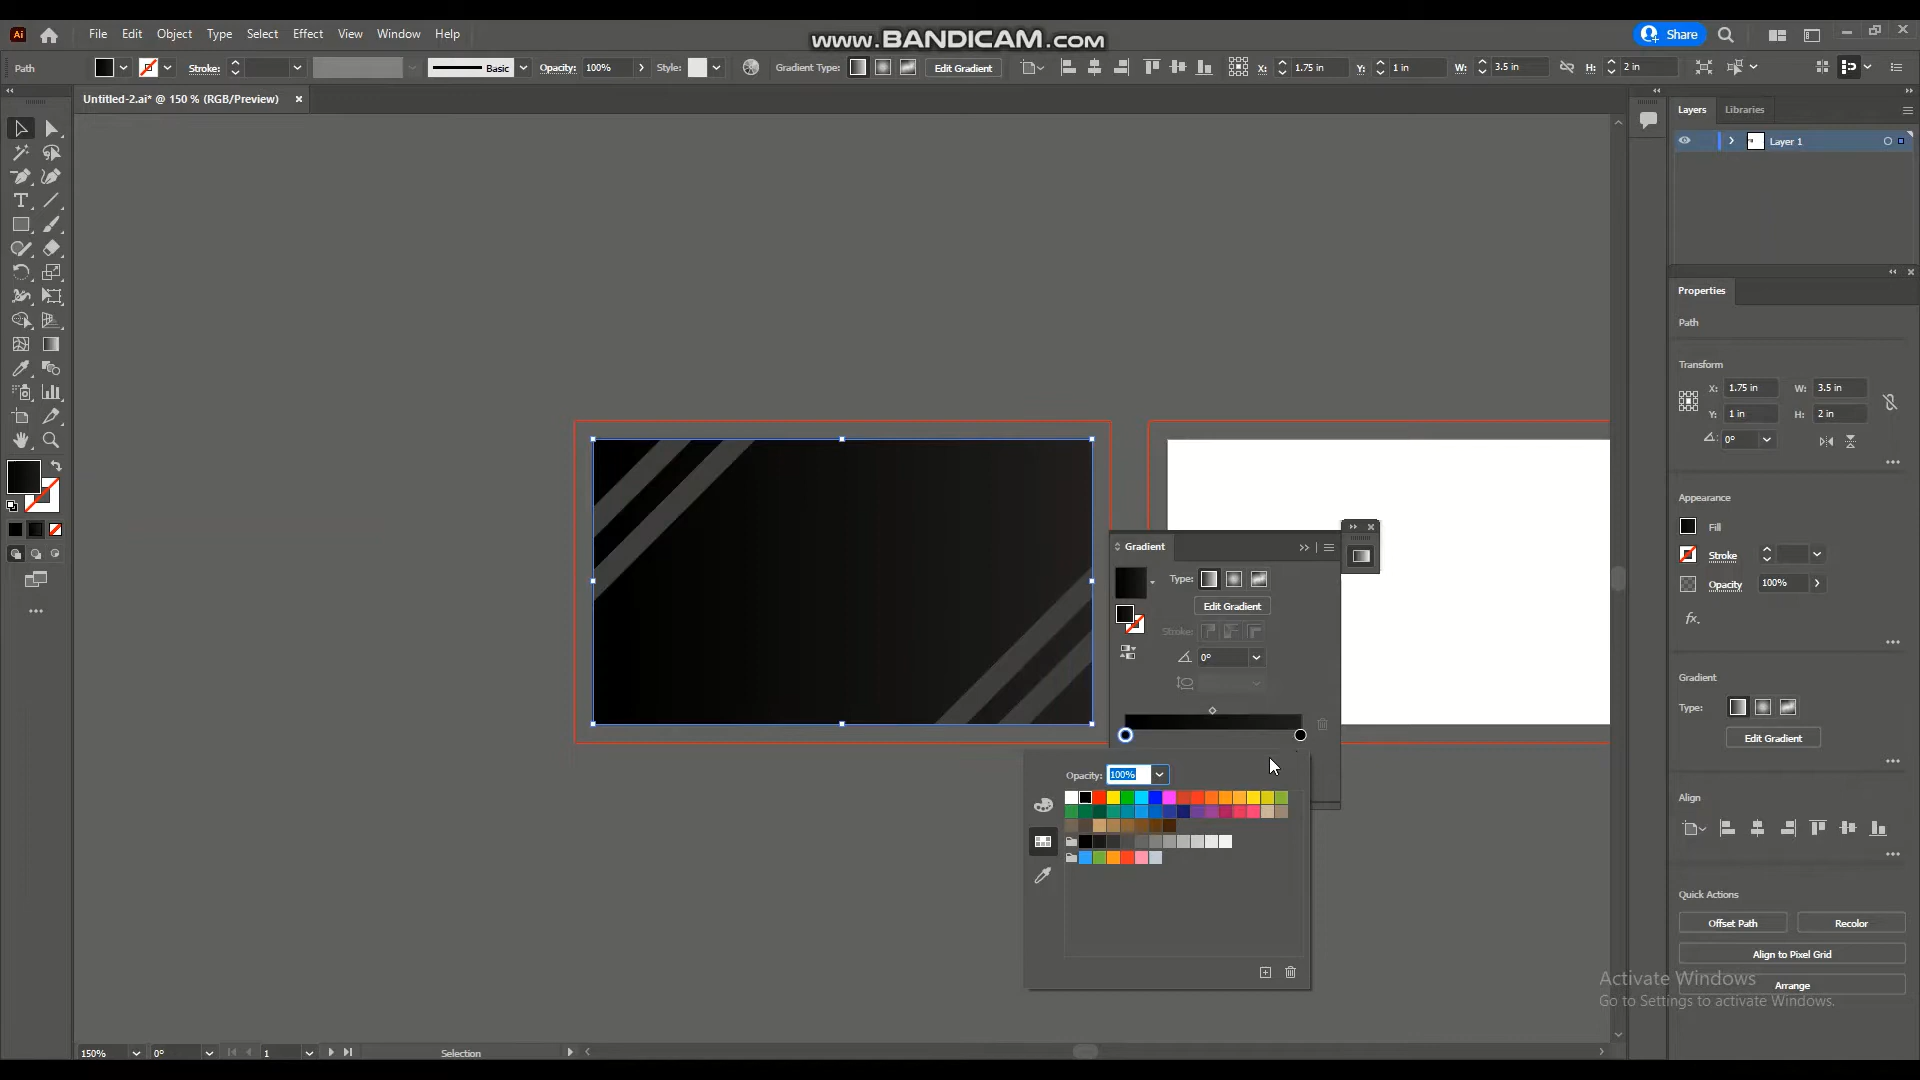 www.BANDICAM.com
Ai File Edit Object Type Select Effect View Window Help Share
Path Stroke: Basic Opacity: 100% Style: Gradient Type: Edit Gradient X: 1.75 in Y: 1 in W: 3.5 in H: 2 in
Untitled-2.ai* @ 150 % (RGB/Preview)
Layers Libraries
Layer 1
Properties
Path
Transform
X: 1.75 in W: 3.5 in
Y: 1 in H: 2 in
0°
Appearance
Fill
Stroke
Opacity 100%
fx.
Gradient
Type:
Edit Gradient
Align
Quick Actions
Offset Path Recolor
Align to Pixel Grid
Arrange
Gradient
Type:
Edit Gradient
Stroke:
0°
Opacity: 100%
Activate Windows
Go to Settings to activate Windows.
150% 0° 1 Selection